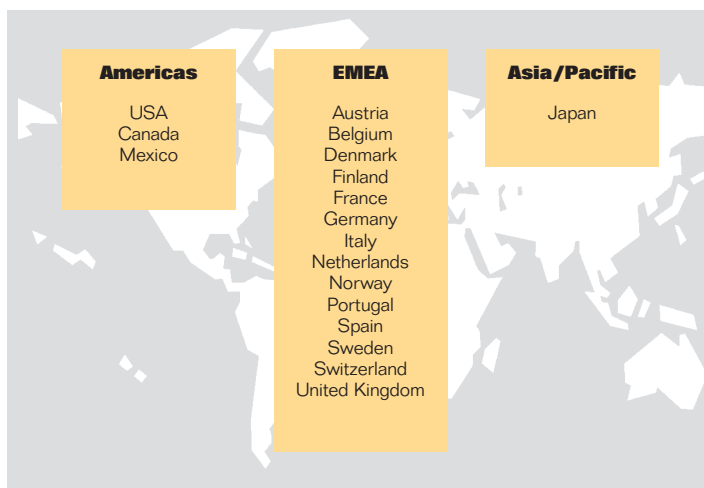 Americas
USA
Canada
Mexico
EMEA
Austria
Belgium
Denmark
Finland
France
Germany
Italy
Netherlands
Norway
Portugal
Spain
Sweden
Switzerland
United Kingdom
Asia/Pacific
Japan